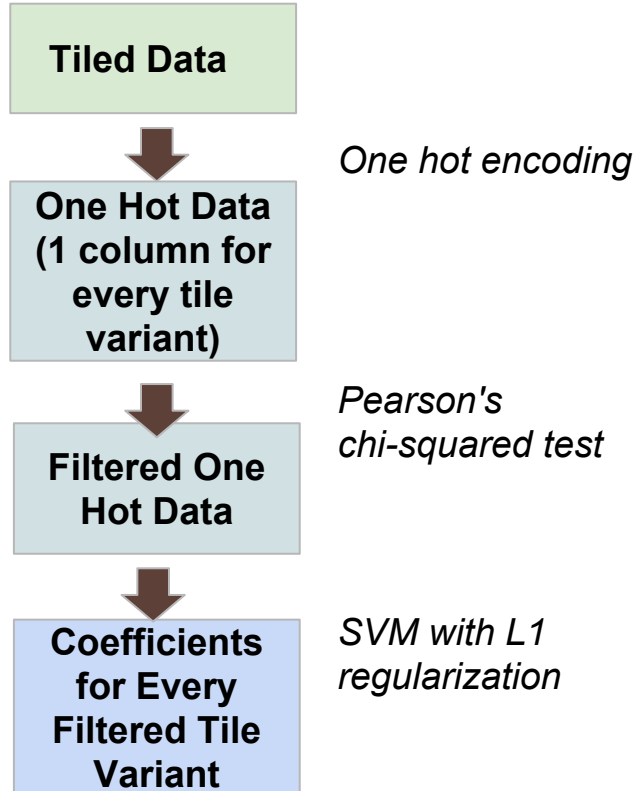 Tiled Data
One hot encoding
One Hot Data
(1 column for
every tile
variant)
Pearson's
chi-squared test
Filtered One
Hot Data
SVM with L1
regularization
Coefficients
for Every
Filtered Tile
Variant